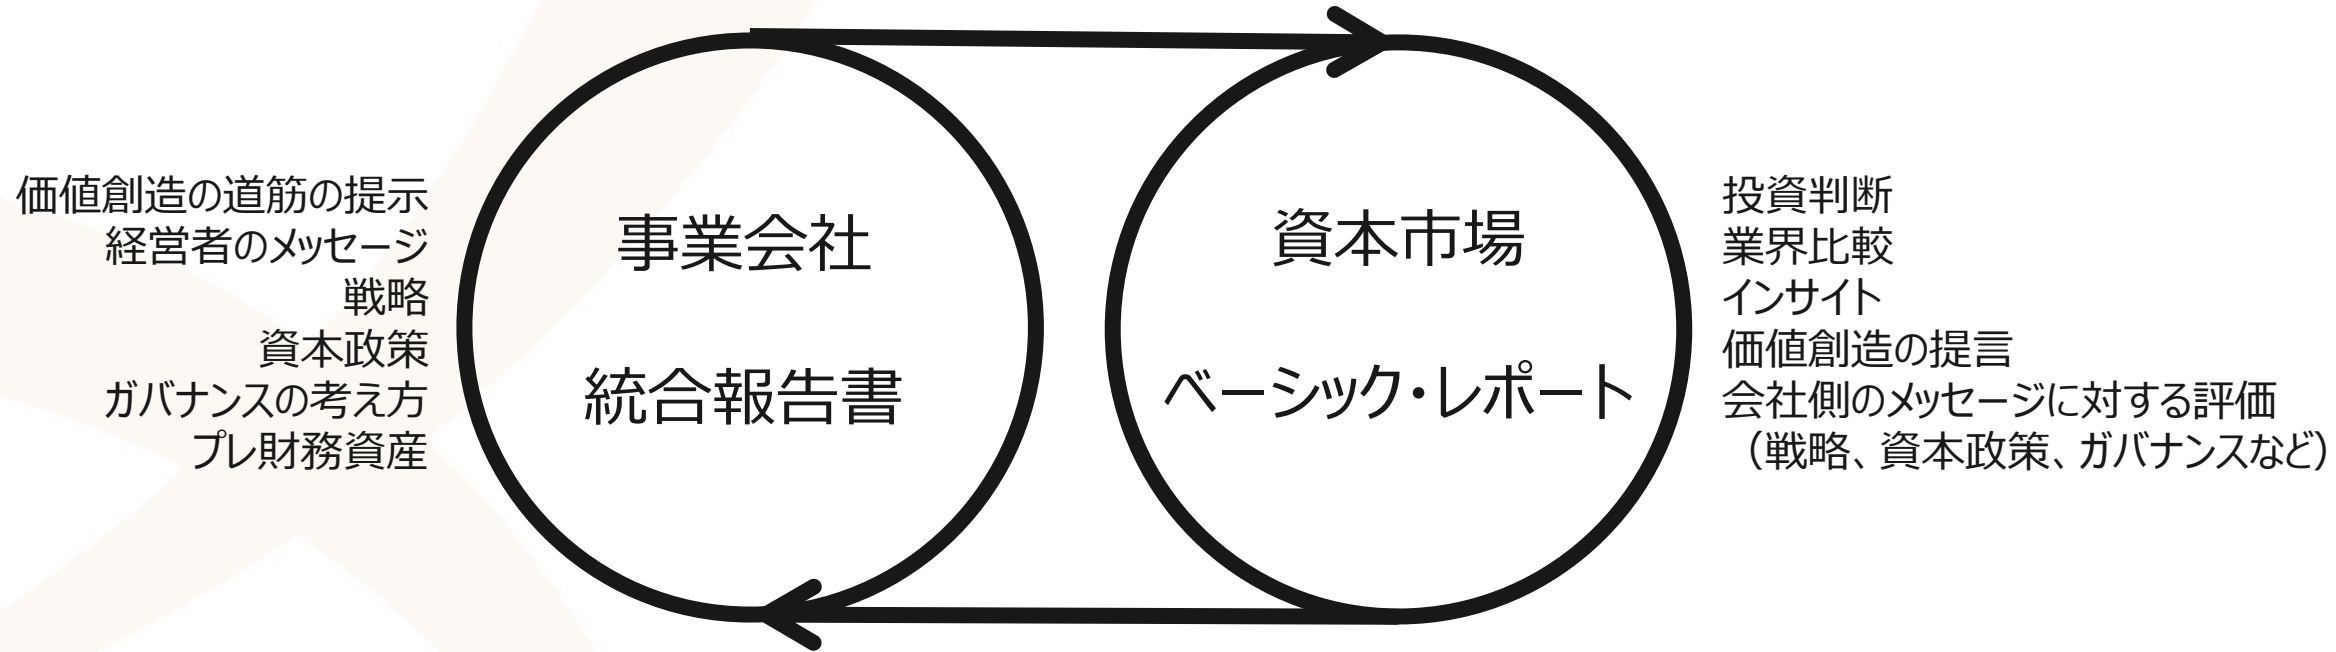 価値創造の道筋の提示
経営者のメッセージ
戦略
資本政策
ガバナンスの考え方
プレ財務資産
事業会社
統合報告書
資本市場
ベーシック・レポート
投資判断
業界比較
インサイト
価値創造の提言
会社側のメッセージに対する評価
（戦略、資本政策、ガバナンスなど）